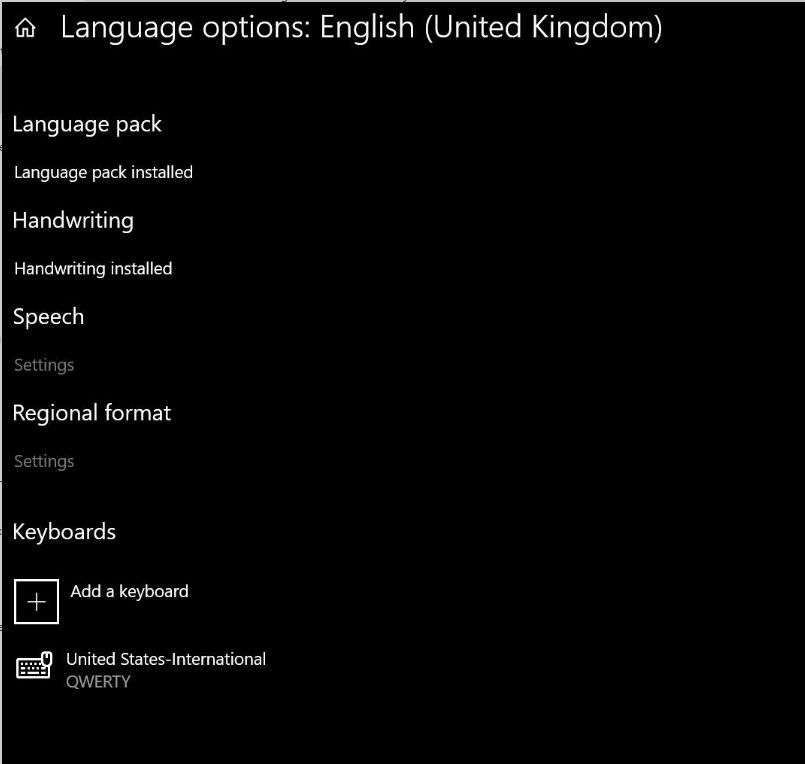 Language options: English (United Kingdom)
Language pack
Language pack installed
Handwriting
Handwriting installed
Speech
Settings
Regional format
Settings
Keyboards
Add a keyboard
United States-International
QWERTY